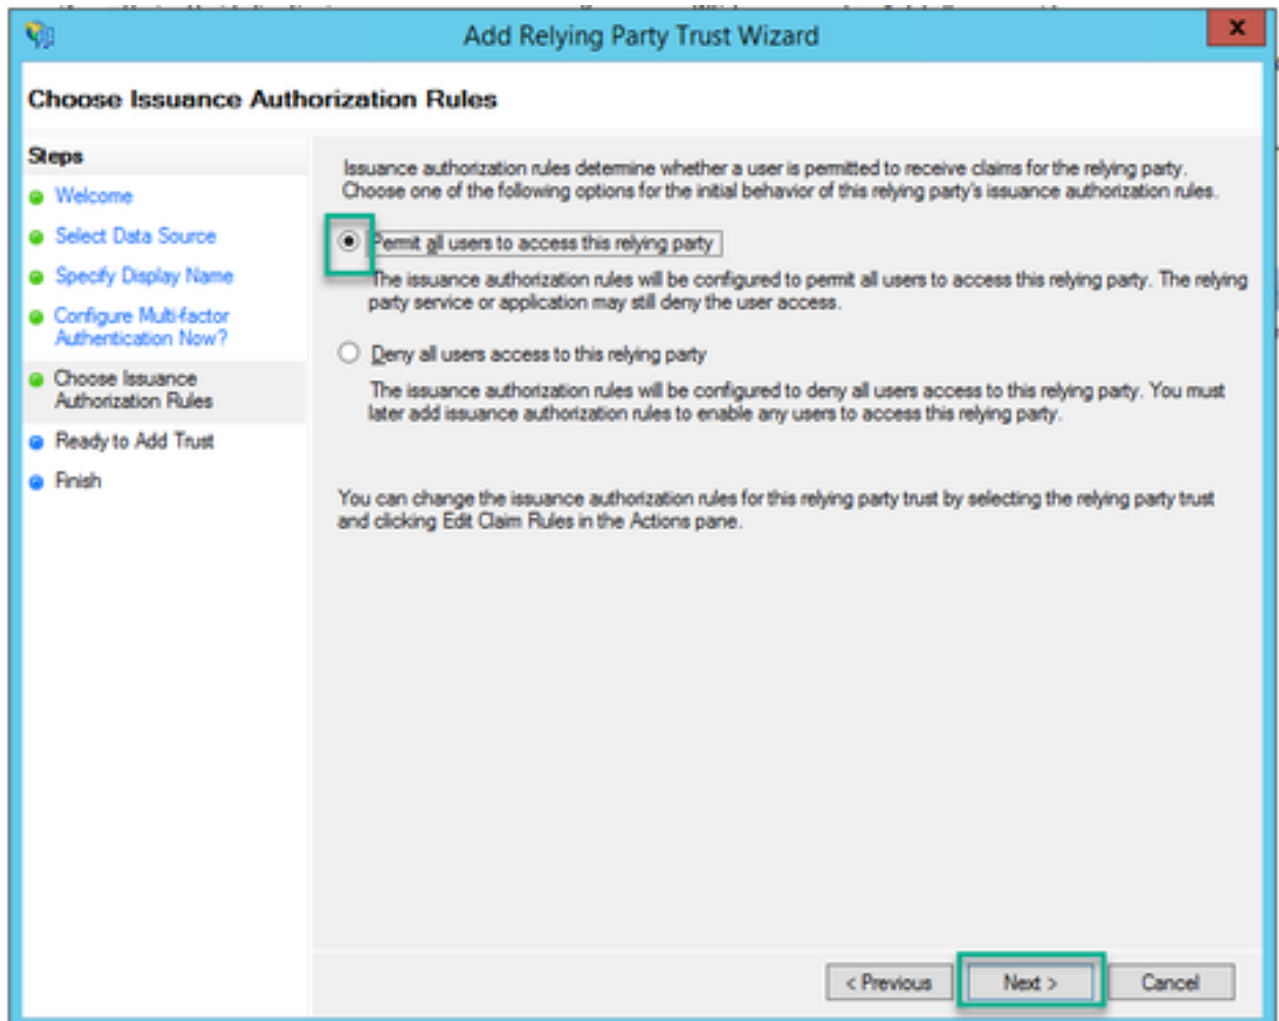 Add Relying Party Trust Wizard
x
Choose Issuance Authorization Rules
Steps
Welcome
Select Data Source
Specify Display Name
Configure Multi-factor
Authentication Now?
Choose Issuance
Authorization Rules
Ready to Add Trust
Finish
Issuance authorization rules determine whether a user is permitted to receive claims for the relying party.
Choose one of the following options for the initial behavior of this relying party's issuance authorization rules.
Permit all users to access this relying party
The issuance authorization rules will be configured to permit all users to access this relying party. The relying
party service or application may still deny the user access.
Deny all users access to this relying party
The issuance authorization rules will be configured to deny all users access to this relying party. You must
later add issuance authorization rules to enable any users to access this relying party.
You can change the issuance authorization rules for this relying party trust by selecting the relying party trust
and clicking Edit Claim Rules in the Actions pane.
< Previous
Next >
Cancel